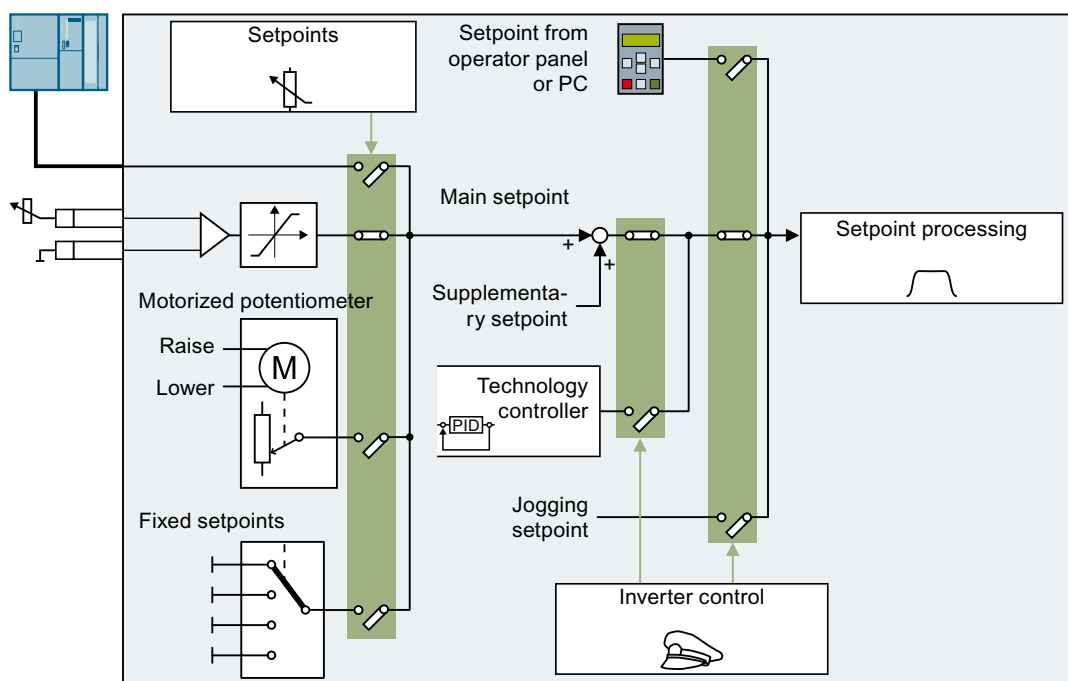 Setpoints
Setpoint from
operator panel
or PC
Main setpoint
+
+
Setpoint processing
Supplementa-
ry setpoint
Motorized potentiometer
Raise
M
Lower
Technology
controller
PID
Jogging
setpoint
Fixed setpoints
Inverter control